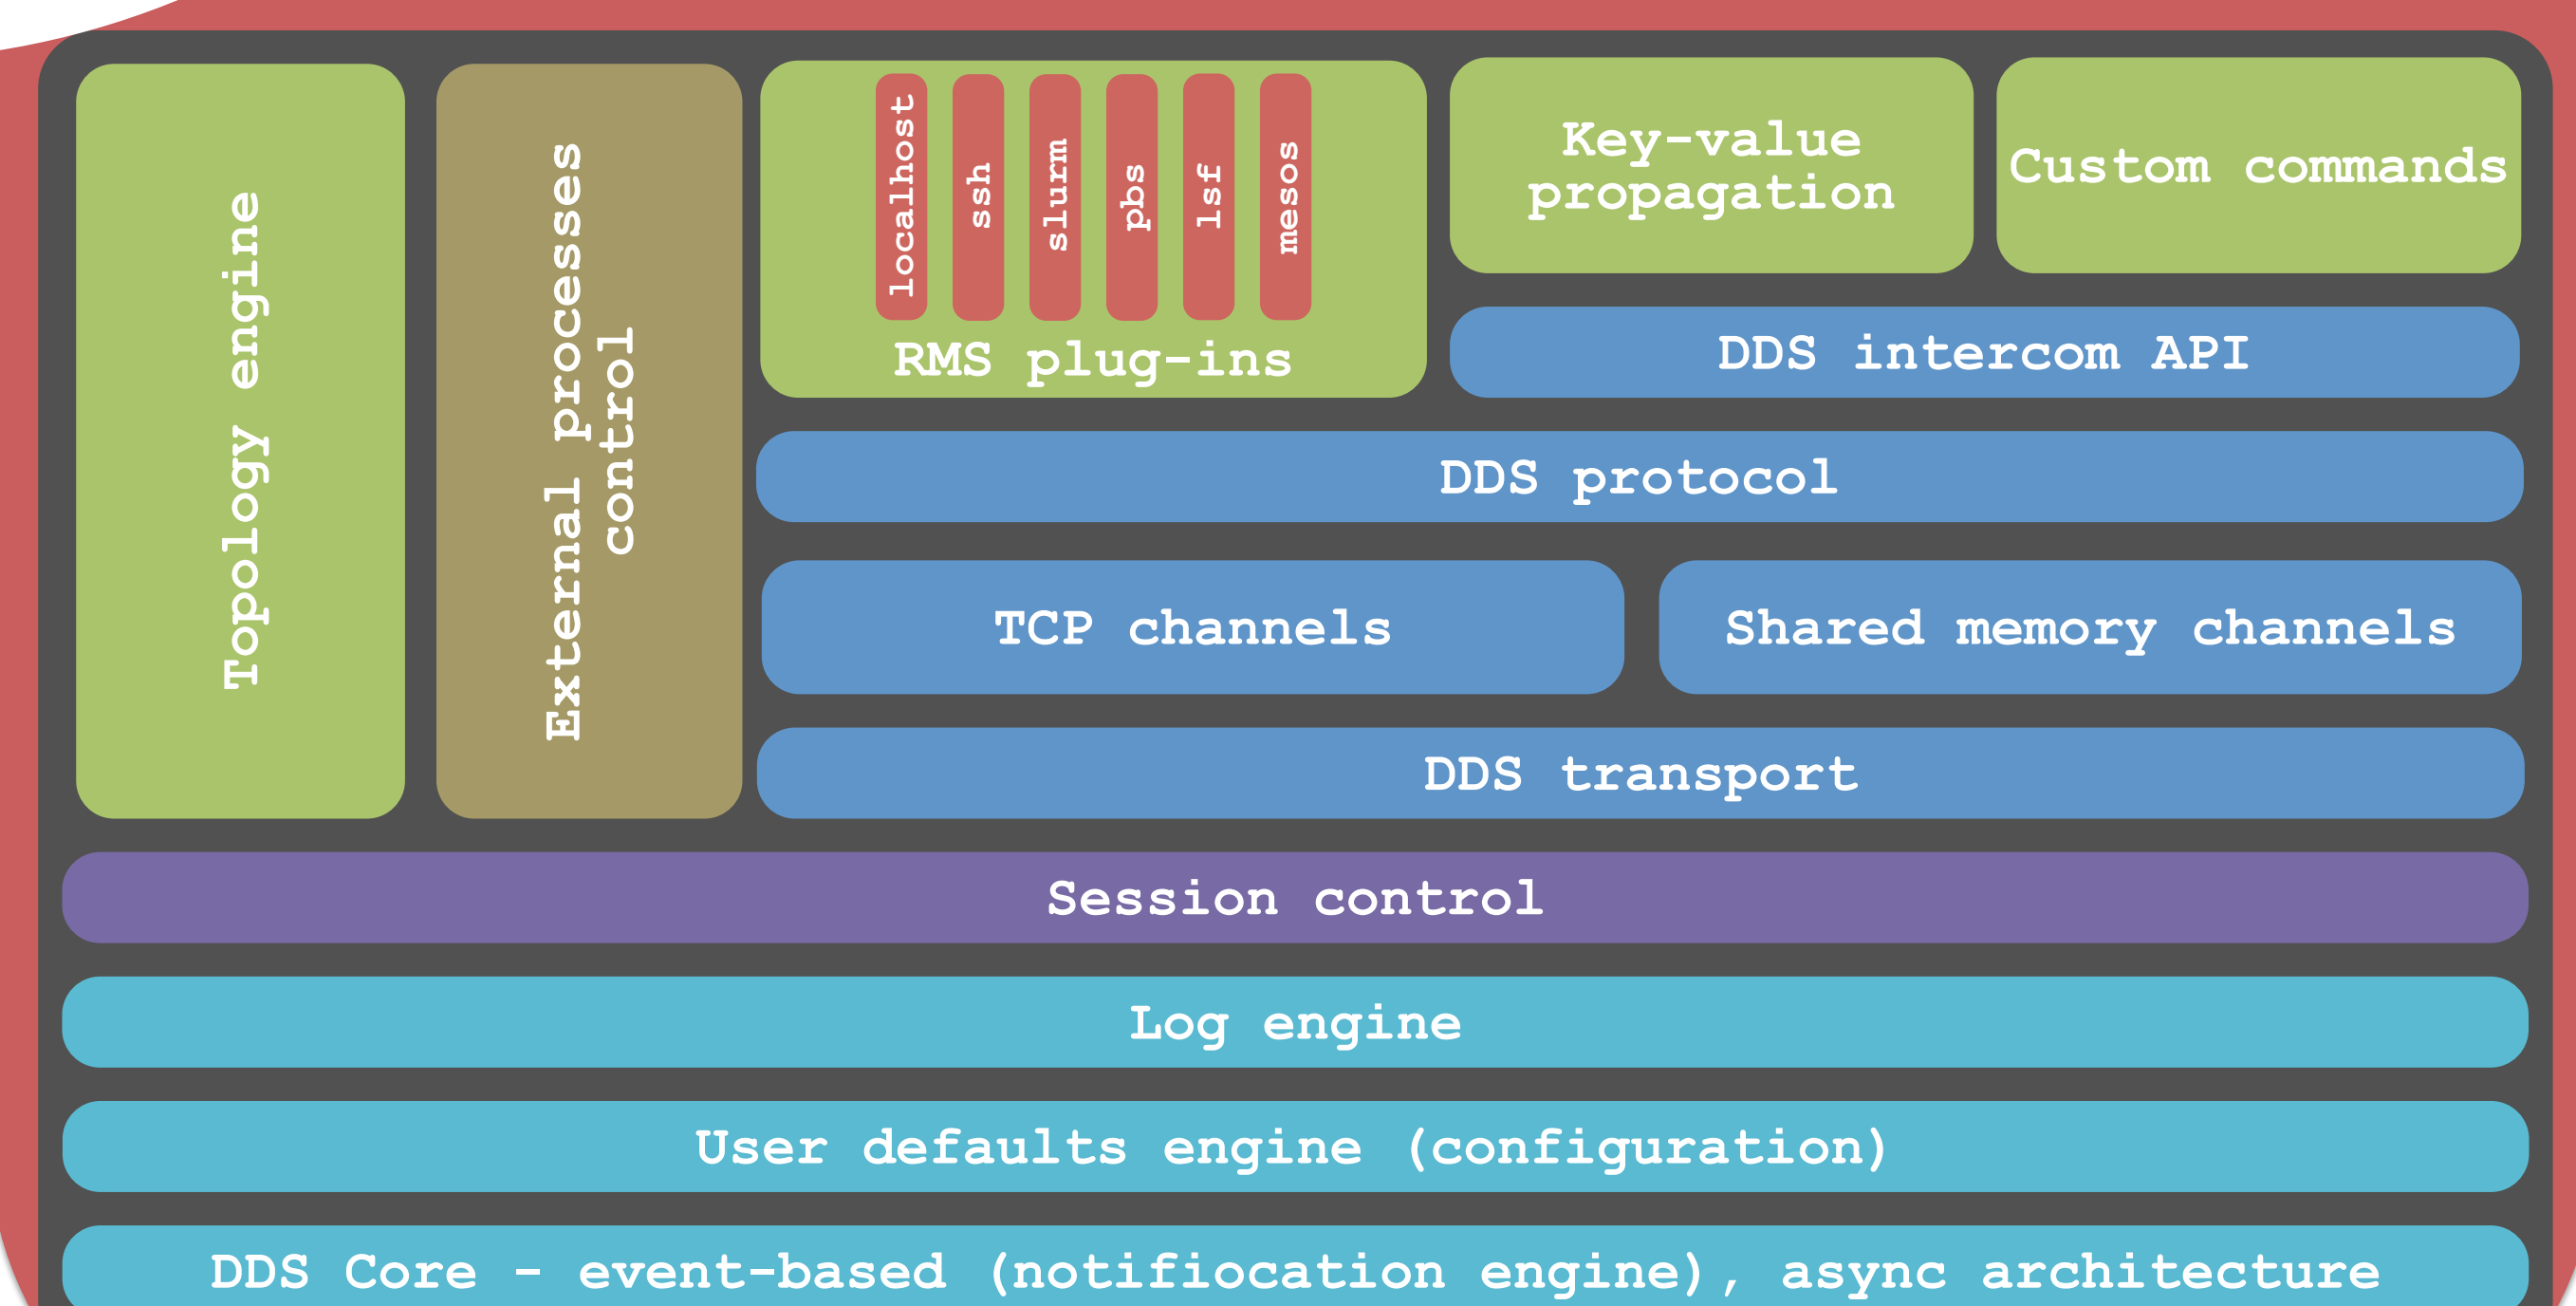 Topology engine
External processes
control
localhost
ssh
slurm
pbs
lsf
mesos
RMS plug-ins
Key-value
propagation
Custom commands
DDS intercom API
DDS protocol
TCP channels
Shared memory channels
DDS transport
Session control
Log engine
User defaults engine (configuration)
DDS Core - event-based (notifiocation engine), async architecture